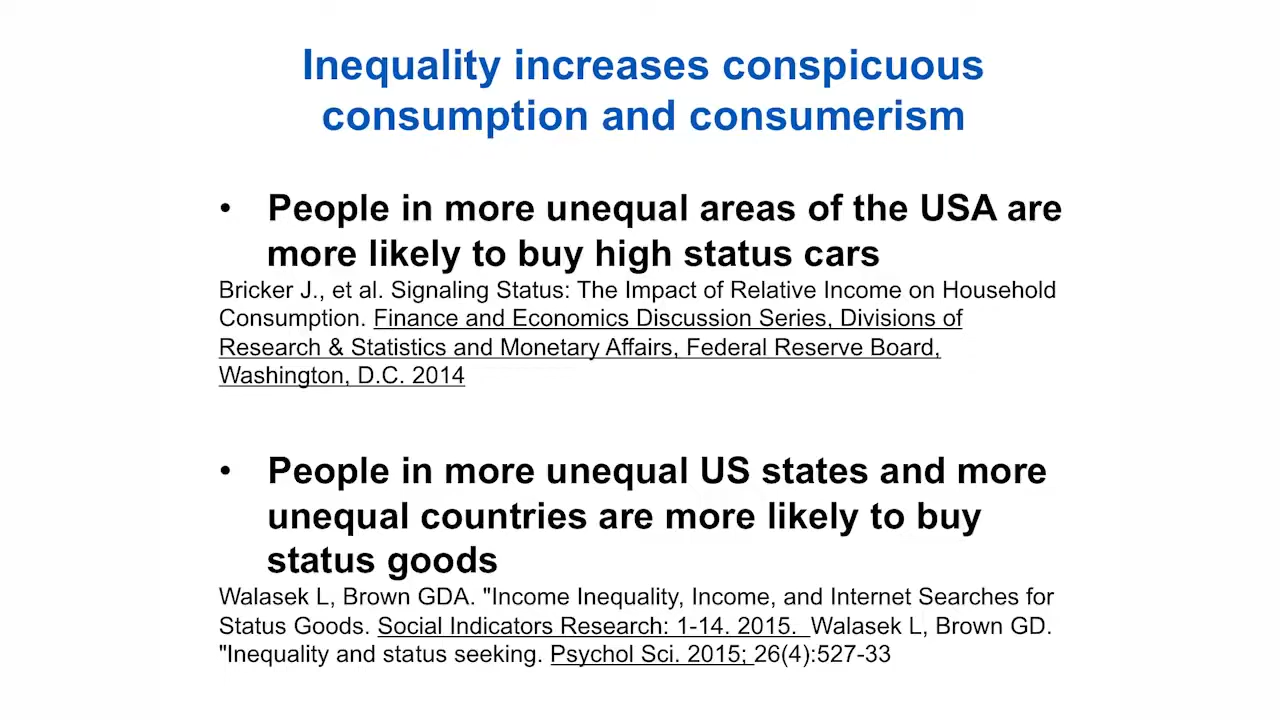 Inequality increases conspicuous
consumption and consumerism
• People in more unequal areas of the USA are
more likely to buy high status cars
Bricker J., et al. Signaling Status: The Impact of Relative Income on Household
Consumption. Finance and Economics Discussion Series, Divisions of
Research & Statistics and Monetary Affairs, Federal Reserve Board,
Washington, D.C. 2014
• People in more unequal US states and more
unequal countries are more likely to buy
status goods
Walasek L, Brown GDA. "Income Inequality, Income, and Internet Searches for
Status Goods. Social Indicators Research: 1-14. 2015. Walasek L, Brown GD.
"Inequality and status seeking. Psychol Sci. 2015; 26(4):527-33